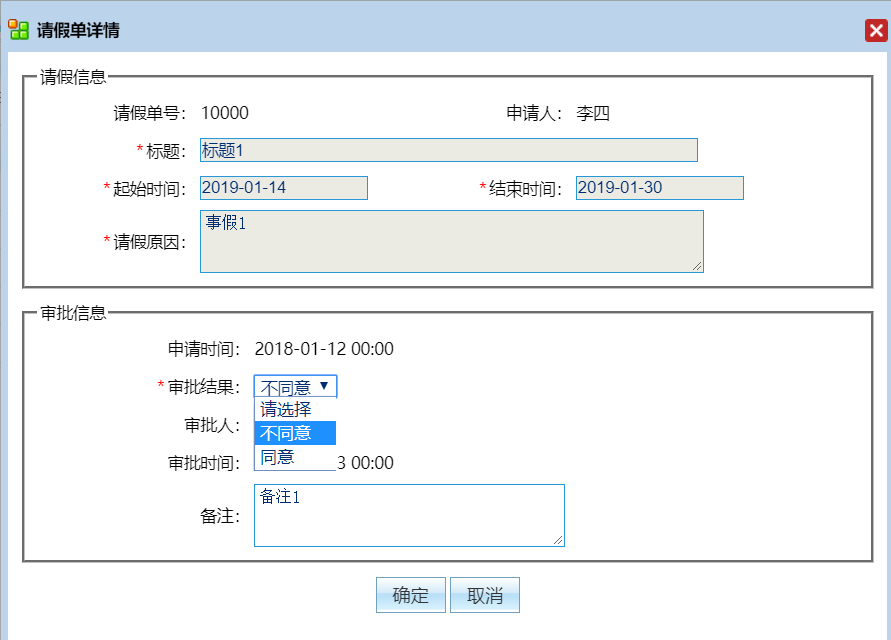 请假单详情
请假信息
请假单号： 10000 申请人： 李四
*标题： 标题1
*起始时间： 2019-01-14 *结束时间： 2019-01-30
*请假原因： 事假1
审批信息
申请时间： 2018-01-12 00:00
*审批结果： 不同意
请选择
审批人：
不同意
同意
审批时间： 3 00:00
备注： 备注1
确定 取消